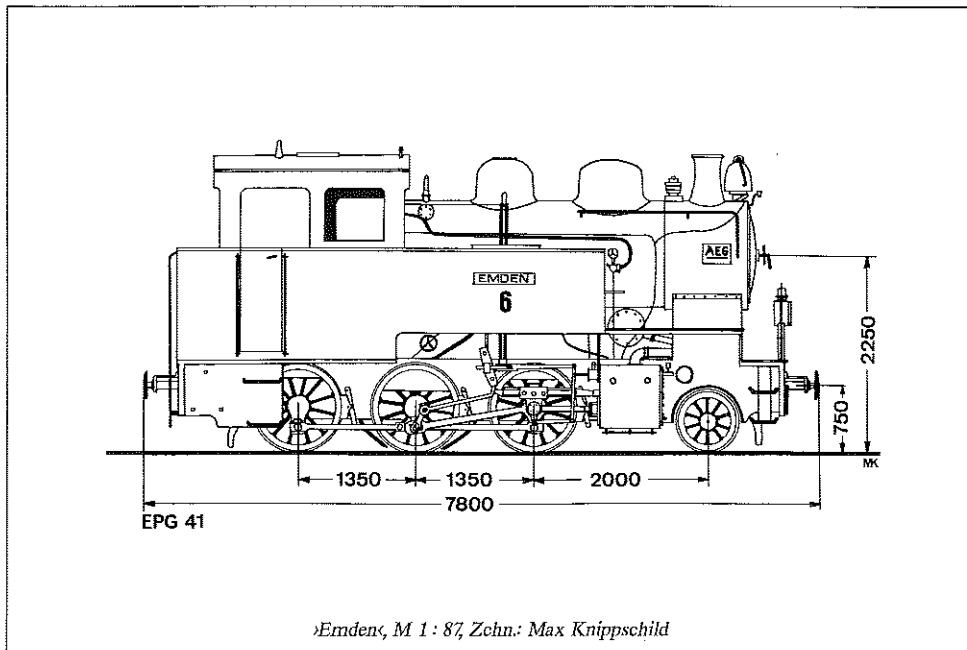 AEG
EMDEN
6
2250
750
MK
1350 1350 2000
7800
EPG 41
›Emden‹, M 1 : 87, Zchn.: Max Knippschild